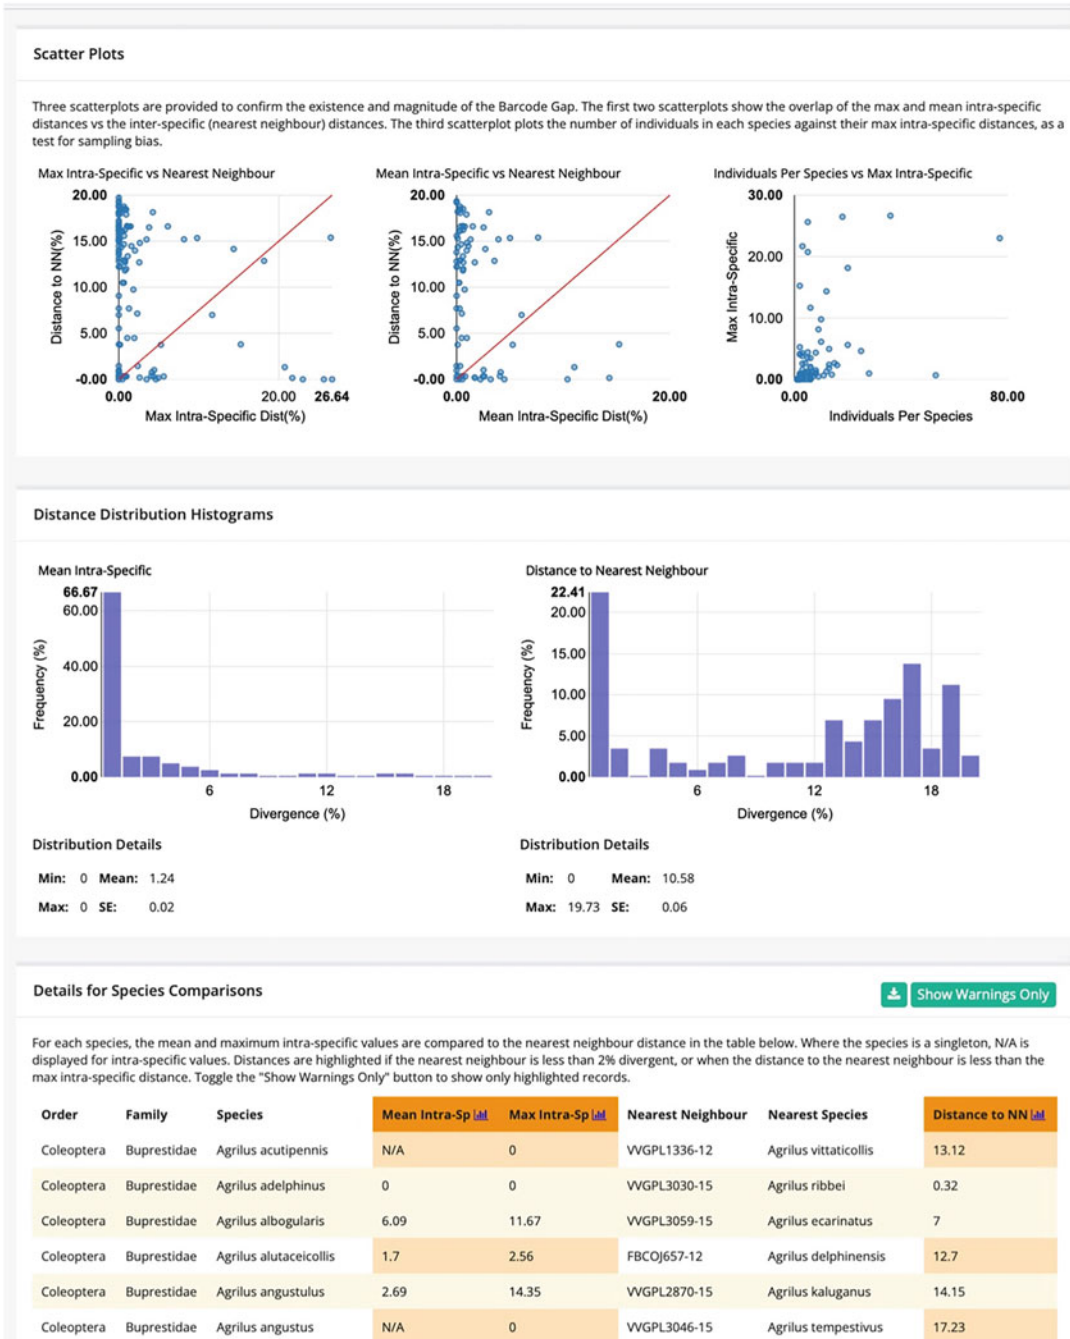 Scatter Plots
Three scatterplots are provided to confirm the existence and magnitude of the Barcode Gap. The first two scatterplots show the overlap of the max and mean intra-specific
distances vs the inter-specific (nearest neighbour) distances. The third scatterplot plots the number of individuals in each species against their max intra-specific distances, as a
test for sampling bias.
Max Intra-Specific vs Nearest Neighbour
20.00
15.00
10.00
5.00
-0.00
Distance to NN(%)
0.00 20.00 26.64
Max Intra-Specific Dist(%)
Mean Intra-Specific vs Nearest Neighbour
20.00
15.00
10.00
5.00
-0.00
Distance to NN(%)
0.00 20.00
Mean Intra-Specific Dist(%)
Individuals Per Species vs Max Intra-Specific
30.00
20.00
10.00
0.00
Max Intra-Specific
0.00 80.00
Individuals Per Species
Distance Distribution Histograms
Mean Intra-Specific
66.67
60.00
40.00
20.00
0.00
Frequency (%)
6 12 18
Divergence (%)
Distribution Details
Min: 0 Mean: 1.24
Max: 0 SE: 0.02
Distance to Nearest Neighbour
22.41
20.00
15.00
10.00
5.00
0.00
Frequency (%)
6 12 18
Divergence (%)
Distribution Details
Min: 0 Mean: 10.58
Max: 19.73 SE: 0.06
Details for Species Comparisons
Show Warnings Only
For each species, the mean and maximum intra-specific values are compared to the nearest neighbour distance in the table below. Where the species is a singleton, N/A is
displayed for intra-specific values. Distances are highlighted if the nearest neighbour is less than 2% divergent, or when the distance to the nearest neighbour is less than the
max intra-specific distance. Toggle the "Show Warnings Only" button to show only highlighted records.
Order Family Species Mean Intra-Sp Max Intra-Sp Nearest Neighbour Nearest Species Distance to NN
Coleoptera Buprestidae Agrilus acutipennis N/A 0 VVGPL1336-12 Agrilus vittaticollis 13.12
Coleoptera Buprestidae Agrilus adelphinus 0 0 VVGPL3030-15 Agrilus ribbei 0.32
Coleoptera Buprestidae Agrilus albogularis 6.09 11.67 VVGPL3059-15 Agrilus ecarinatus 7
Coleoptera Buprestidae Agrilus alutaceicollis 1.7 2.56 FBCOJ657-12 Agrilus delphinensis 12.7
Coleoptera Buprestidae Agrilus angustulus 2.69 14.35 VVGPL2870-15 Agrilus kaluganus 14.15
Coleoptera Buprestidae Agrilus angustus N/A 0 VVGPL3046-15 Agrilus tempestivus 17.23